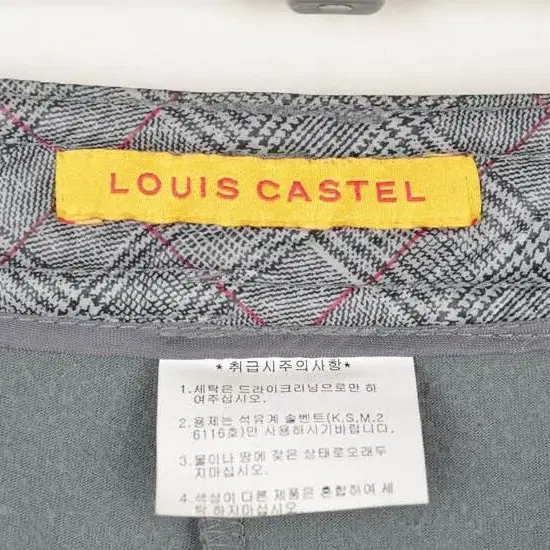 LOUIS CASTEL
* 취급시주의사항 *
1.세탁은 드라이크리닝으로만 하
여주십시오.
2.용제는 석유계 솔벤트(K.S.M.2
6116호)만 사용하시기바랍니다.
3.물이나 땀에 젖은 상태로오래두
지마십시오.
4.색상이 다른 제품은 혼합하여 세
탁 하지마십시오.